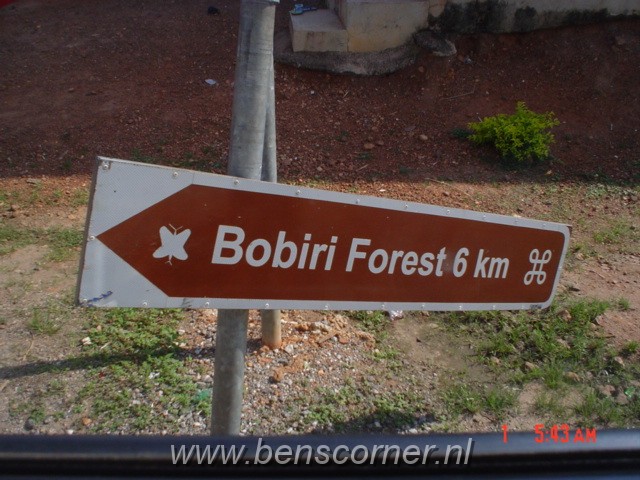 Bobiri Forest 6 km ⌘
1 5:43 AM
www.benscorner.nl